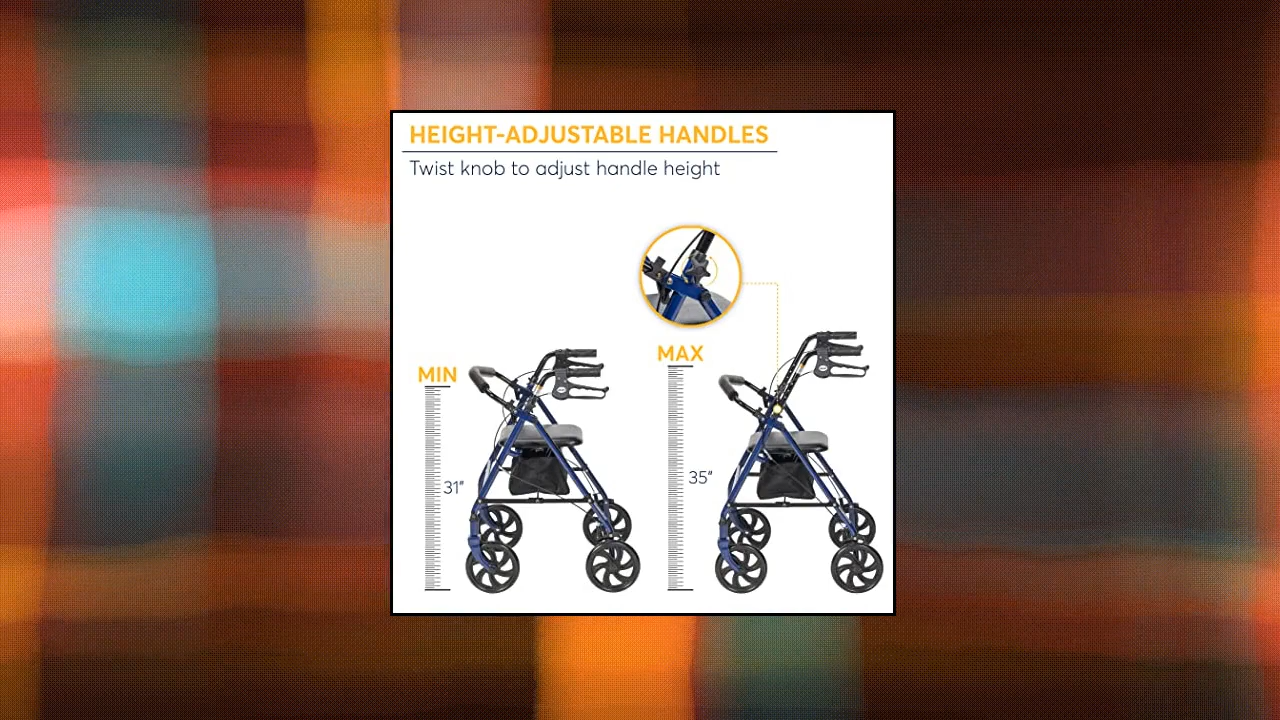 HEIGHT-ADJUSTABLE HANDLES
Twist knob to adjust handle height
MAX
MIN
35”
31”